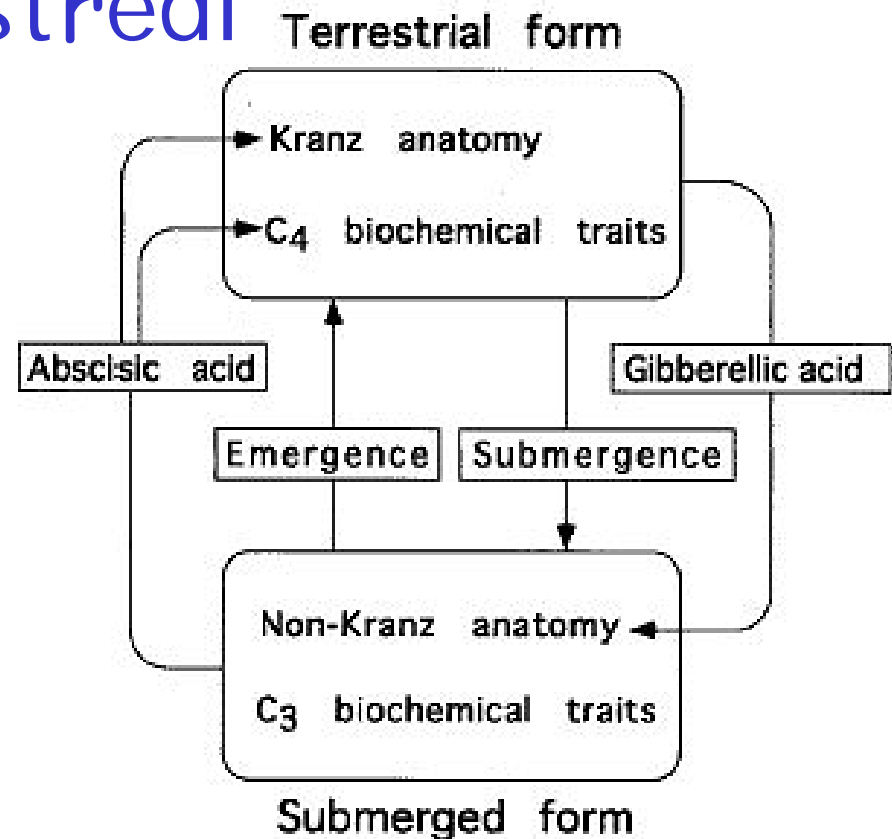 Terrestrial form
Kranz anatomy
C4 biochemical traits
Abscisic acid
Gibberellic acid
Emergence
Submergence
Non-Kranz anatomy
C3 biochemical traits
Submerged form